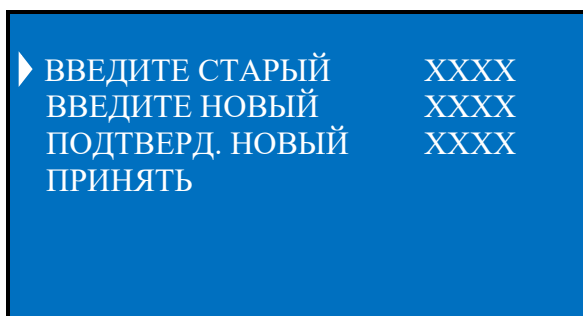 ВВЕДИТЕ СТАРЫЙ XXXX
ВВЕДИТЕ НОВЫЙ XXXX
ПОДТВЕРД. НОВЫЙ XXXX
ПРИНЯТЬ